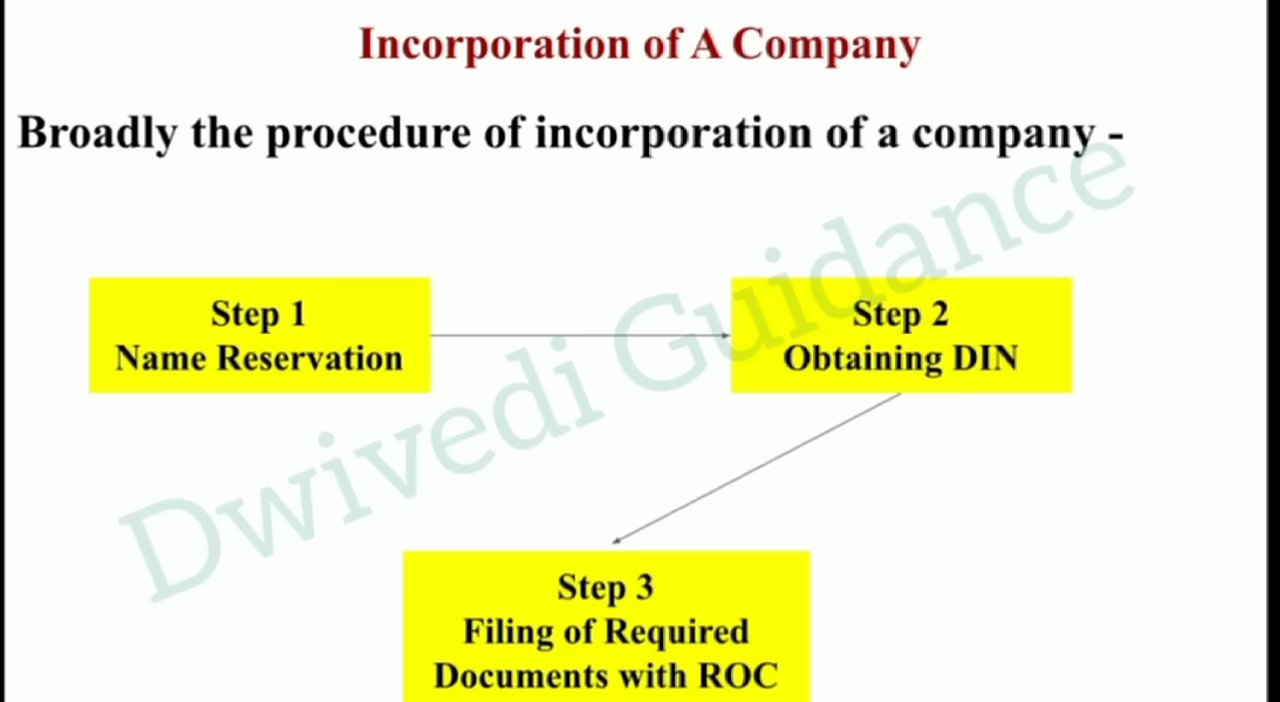 Incorporation of A Company
Broadly the procedure of incorporation of a company -
Step 1
Name Reservation
Step 2
Obtaining DIN
Dwivedi Guidance
Step 3
Filing of Required
Documents with ROC